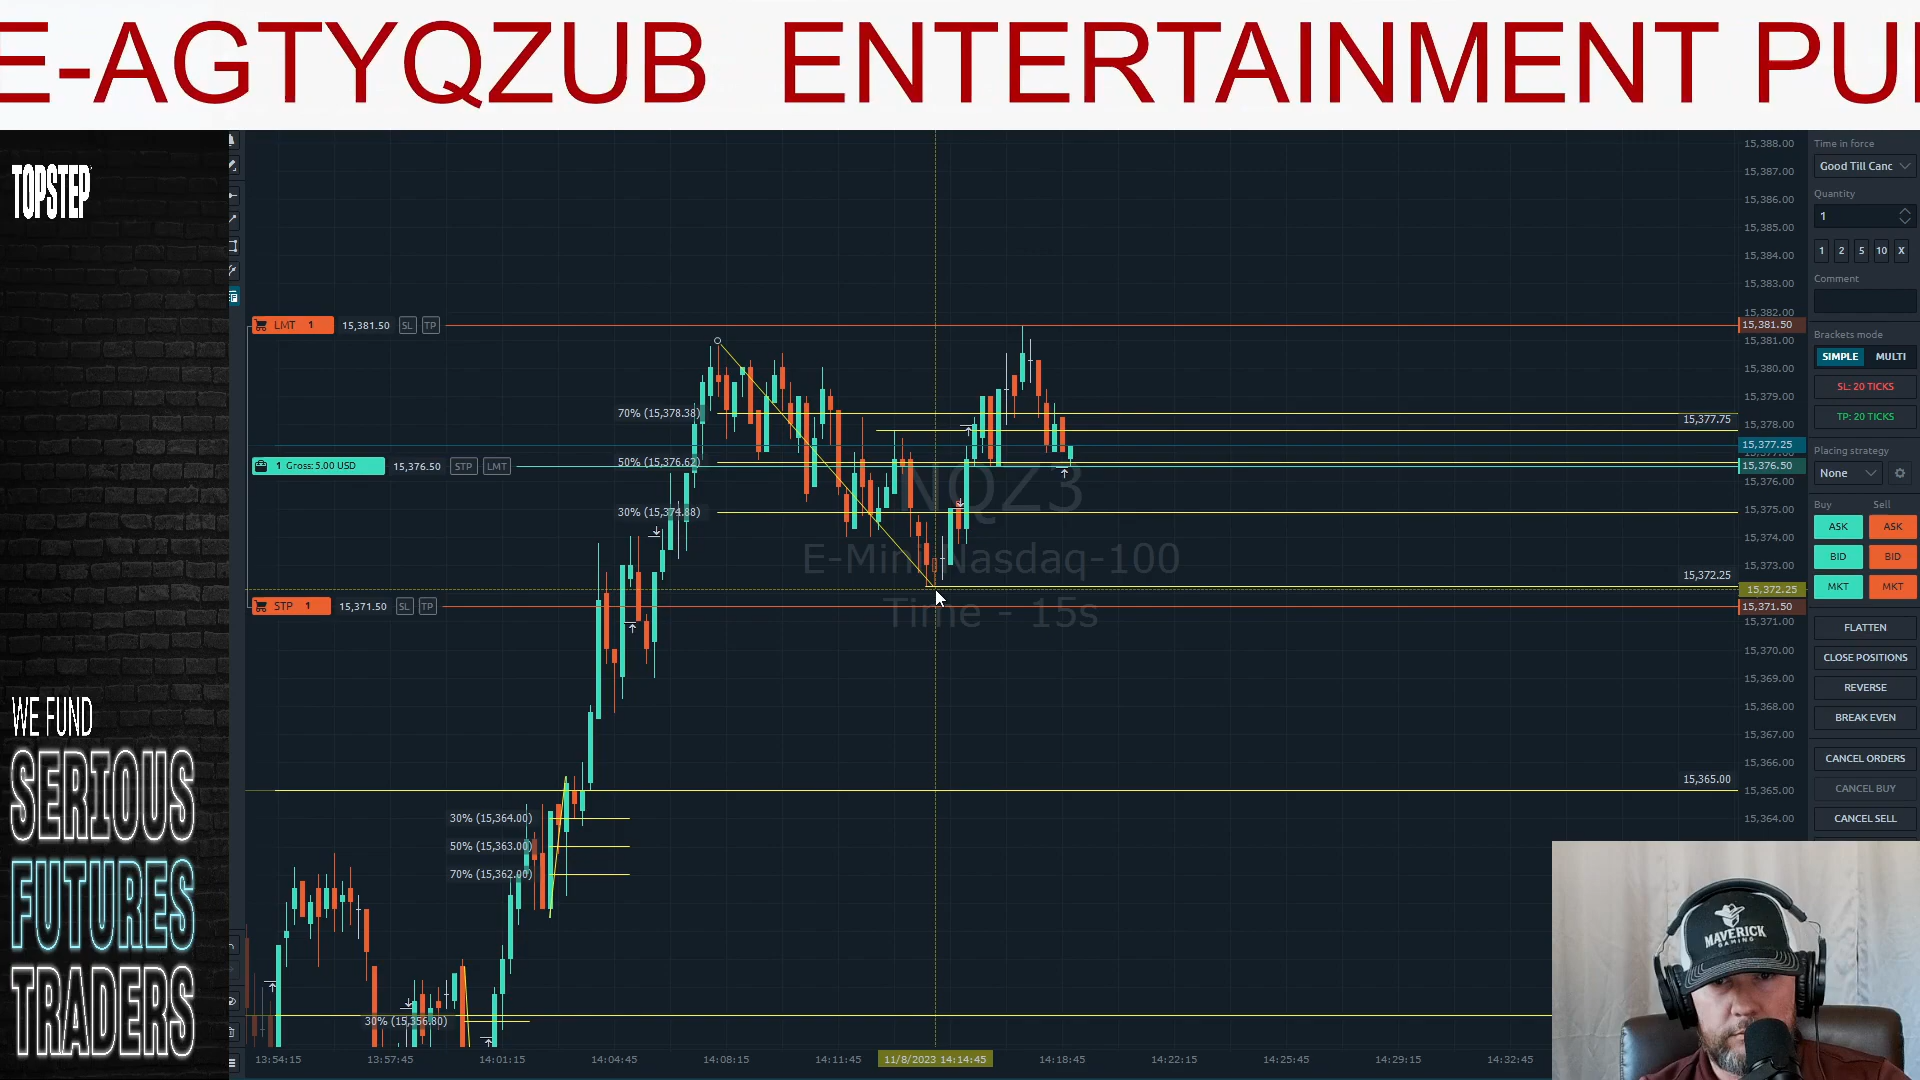 E-AGTYQZUB ENTERTAINMENT PU
TOPSTEP
WE FUND
SERIOUS
FUTURES
TRADERS
LMT 1 15,381.50 SL TP
1 Gross: 5.00 USD 15,376.50 STP LMT
STP 1 15,371.50 SL TP
70% (15,378.38)
50% (15,376.62)
30% (15,374.88)
30% (15,364.00)
50% (15,363.00)
70% (15,362.00)
30% (15,356.80)
NQZ3
E-Mini Nasdaq-100
Time - 15s
15,377.75
15,372.25
15,365.00
15,388.00
15,387.00
15,386.00
15,385.00
15,384.00
15,383.00
15,382.00
15,381.50
15,381.00
15,380.00
15,379.00
15,378.00
15,377.25
15,376.50
15,376.00
15,375.00
15,374.00
15,373.00
15,372.25
15,371.50
15,371.00
15,370.00
15,369.00
15,368.00
15,367.00
15,366.00
15,365.00
15,364.00
13:54:15
13:57:45
14:01:15
14:04:45
14:08:15
14:11:45
11/8/2023 14:14:45
14:18:45
14:22:15
14:25:45
14:29:15
14:32:45
Time in force
Good Till Canc
Quantity
1
1 2 5 10 X
Comment
Brackets mode
SIMPLE MULTI
SL: 20 TICKS
TP: 20 TICKS
Placing strategy
None
Buy Sell
ASK ASK
BID BID
MKT MKT
FLATTEN
CLOSE POSITIONS
REVERSE
BREAK EVEN
CANCEL ORDERS
CANCEL BUY
CANCEL SELL
MAVERICK
GAMING